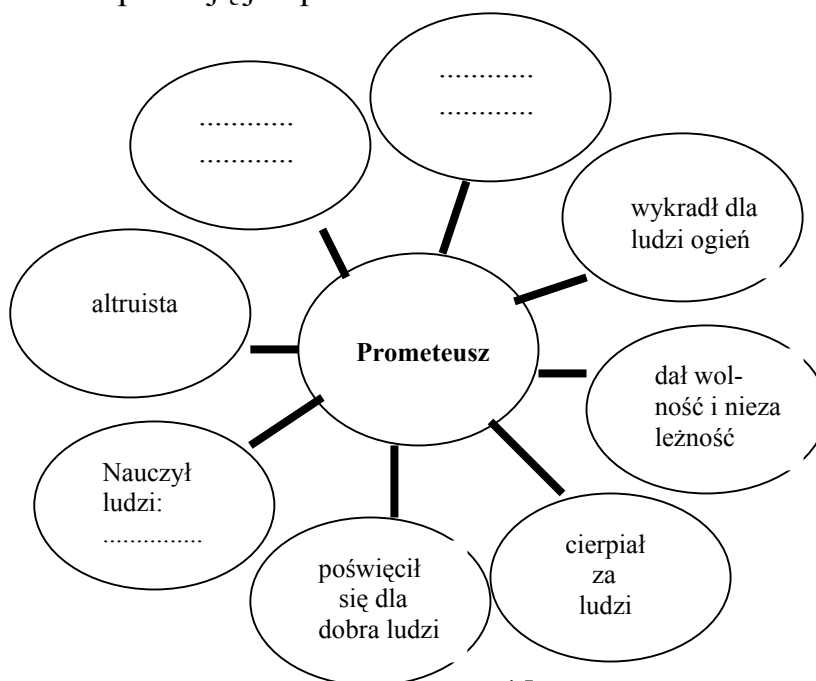 ............
............
............
............
wykradł dla
ludzi ogień
altruista
Prometeusz
dał wol-
ność i nieza
leżność
Nauczył
ludzi:
...............
cierpiał
za
ludzi
poświęcił
się dla
dobra ludzi